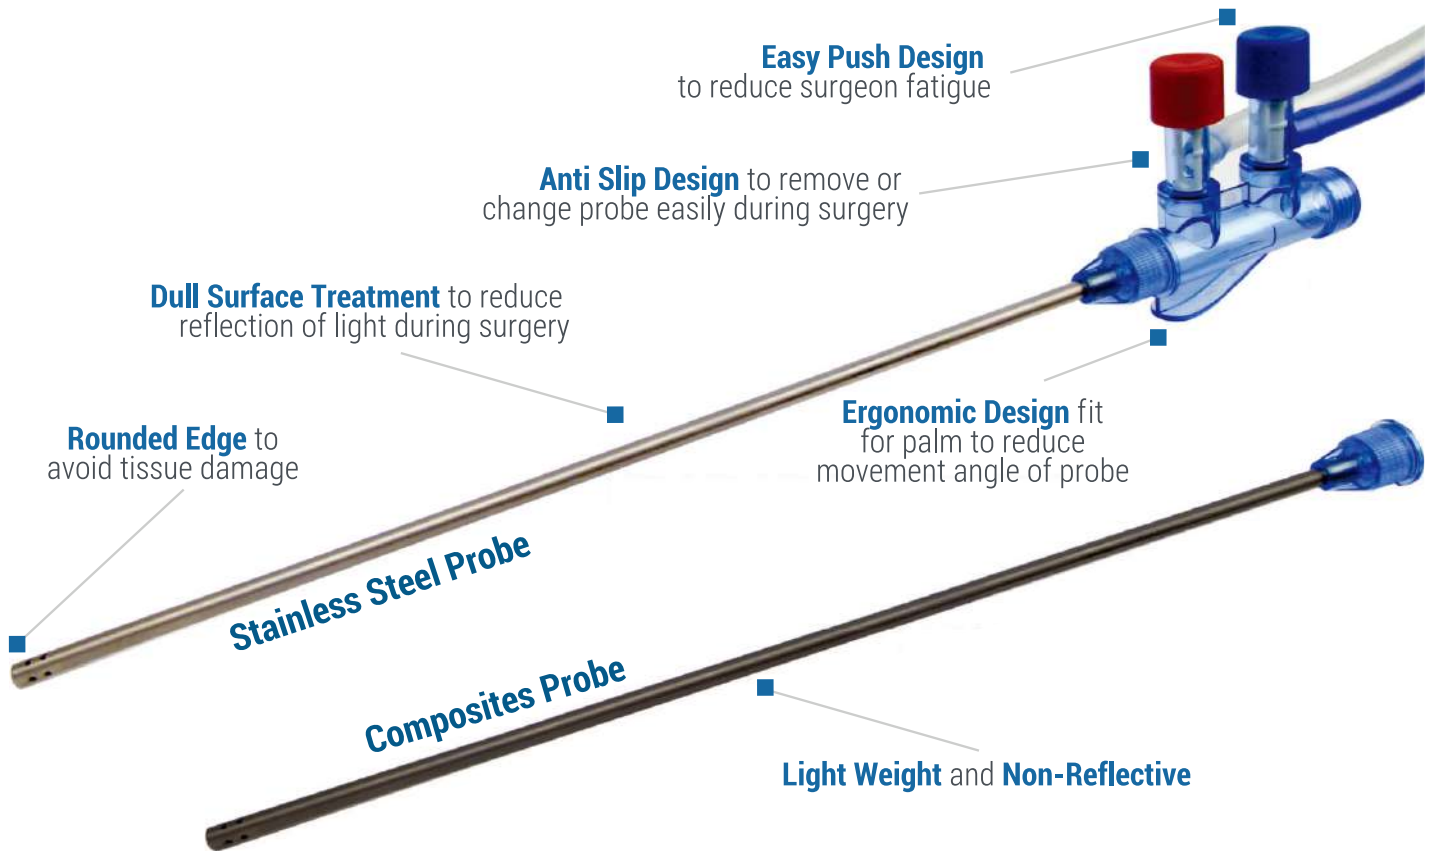 Easy Push Design
to reduce surgeon fatigue
Anti Slip Design to remove or
change probe easily during surgery
Dull Surface Treatment to reduce
reflection of light during surgery
Ergonomic Design fit
for palm to reduce
movement angle of probe
Rounded Edge to
avoid tissue damage
Stainless Steel Probe
Composites Probe
Light Weight and Non-Reflective